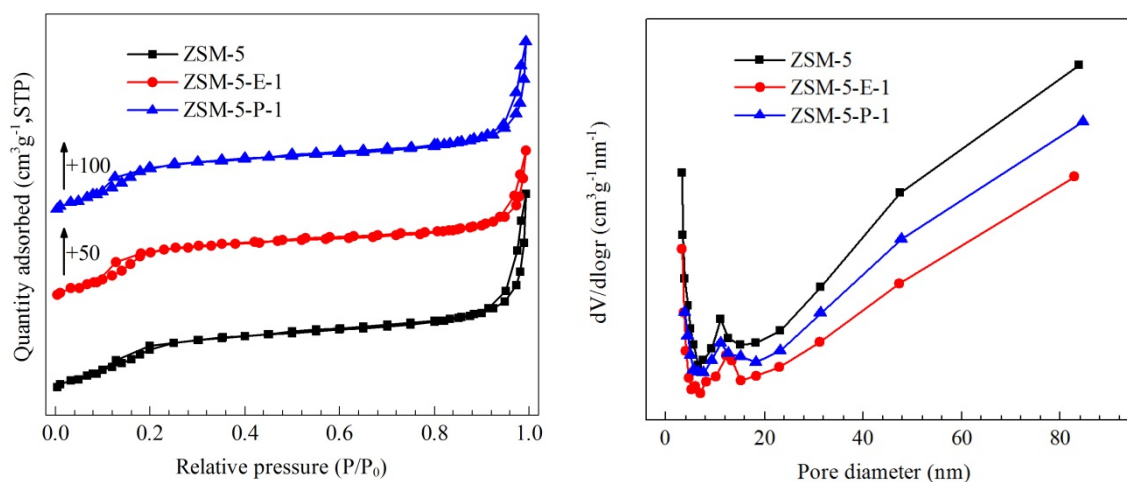 ZSM-5
ZSM-5-E-1
ZSM-5-P-1
+100
+50
Quantity adsorbed (cm³g⁻¹,STP)
0.0 0.2 0.4 0.6 0.8 1.0
Relative pressure (P/P₀)
ZSM-5
ZSM-5-E-1
ZSM-5-P-1
dV/dlogr (cm³g⁻¹nm⁻¹)
0 20 40 60 80
Pore diameter (nm)